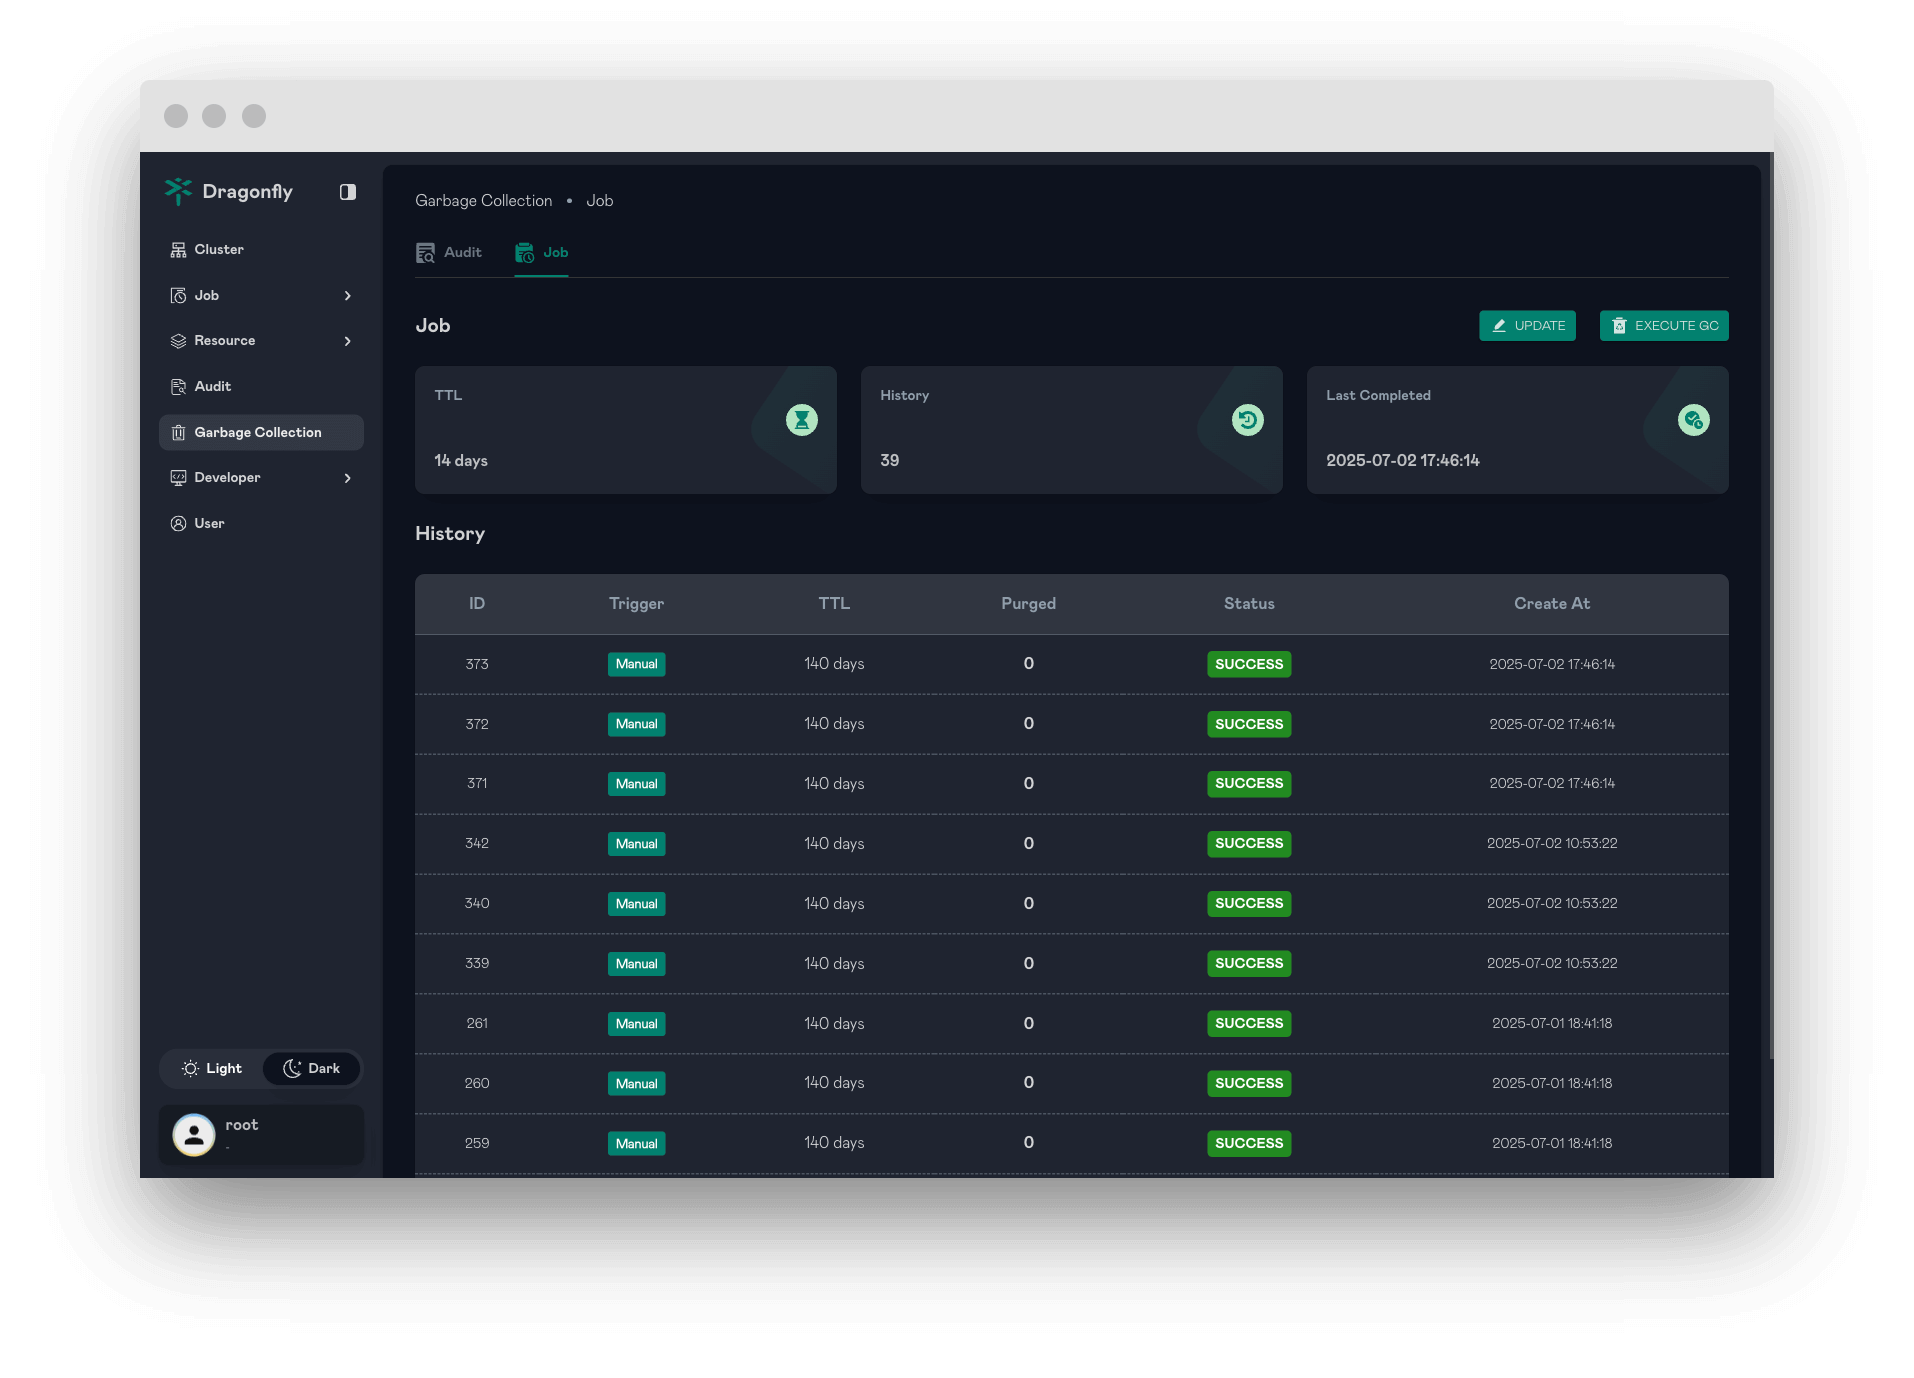 Dragonfly
Cluster
Job
Resource
Audit
Garbage Collection
Developer
User
Light Dark
root
-
Garbage Collection • Job
Audit Job
Job
UPDATE EXECUTE GC
TTL
14 days
History
39
Last Completed
2025-07-02 17:46:14
History
ID Trigger TTL Purged Status Create At
373 Manual 140 days 0 SUCCESS 2025-07-02 17:46:14
372 Manual 140 days 0 SUCCESS 2025-07-02 17:46:14
371 Manual 140 days 0 SUCCESS 2025-07-02 17:46:14
342 Manual 140 days 0 SUCCESS 2025-07-02 10:53:22
340 Manual 140 days 0 SUCCESS 2025-07-02 10:53:22
339 Manual 140 days 0 SUCCESS 2025-07-02 10:53:22
261 Manual 140 days 0 SUCCESS 2025-07-01 18:41:18
260 Manual 140 days 0 SUCCESS 2025-07-01 18:41:18
259 Manual 140 days 0 SUCCESS 2025-07-01 18:41:18